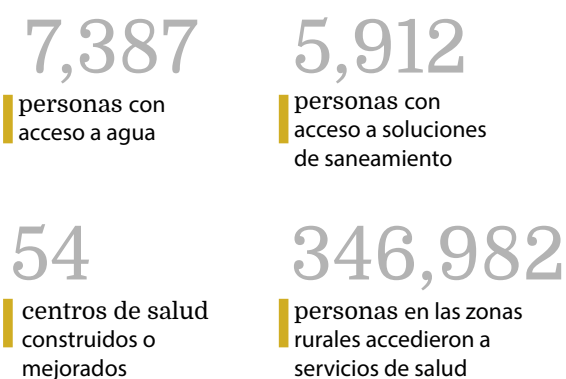 7,387
personas con
acceso a agua
5,912
personas con
acceso a soluciones
de saneamiento
54
centros de salud
construidos o
mejorados
346,982
personas en las zonas
rurales accedieron a
servicios de salud